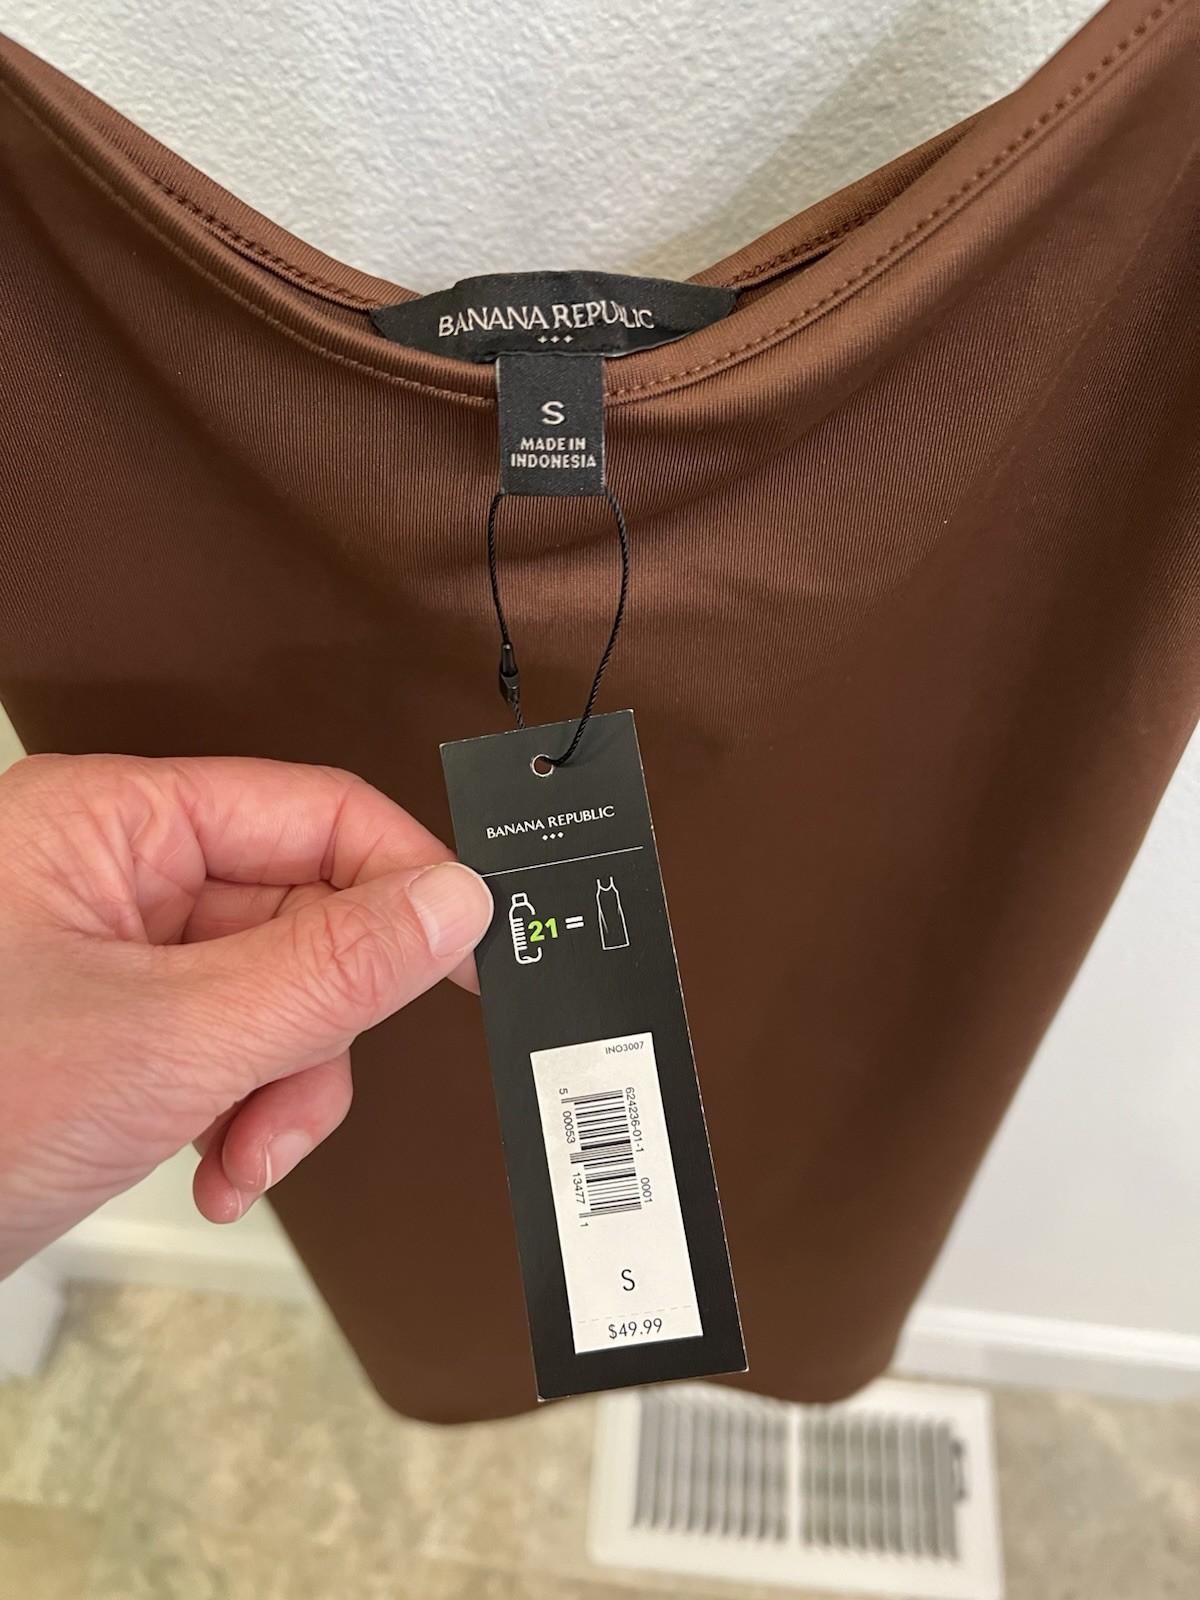 BANANA REPUBLIC
S
MADE IN
INDONESIA
BANANA REPUBLIC
21 =
INO3007
624236-01-1 0001
5 00053 13477 1
S
$49.99